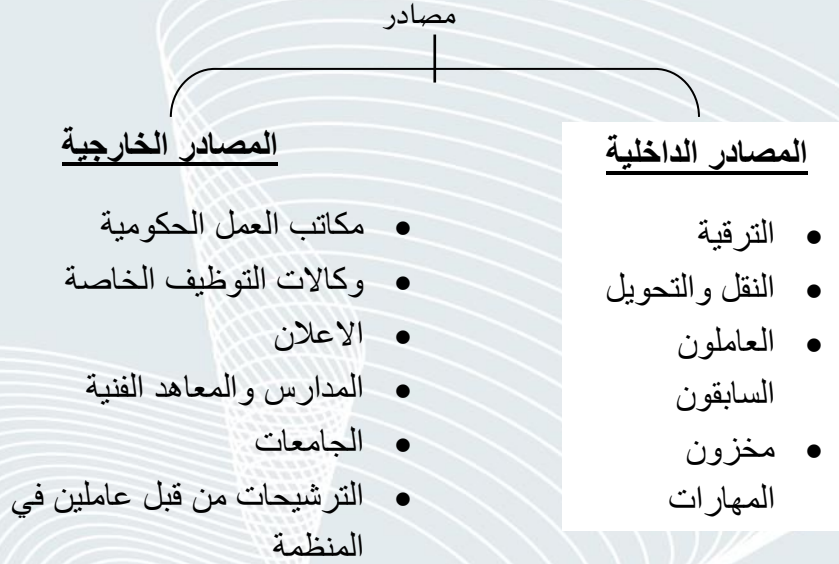 مصادر
المصادر الداخلية
• الترقية
• النقل والتحويل
• العاملون
السابقون
• مخزون
المهارات
المصادر الخارجية
• مكاتب العمل الحكومية
• وكالات التوظيف الخاصة
• الاعلان
• المدارس والمعاهد الفنية
• الجامعات
• الترشيحات من قبل عاملين في
المنظمة